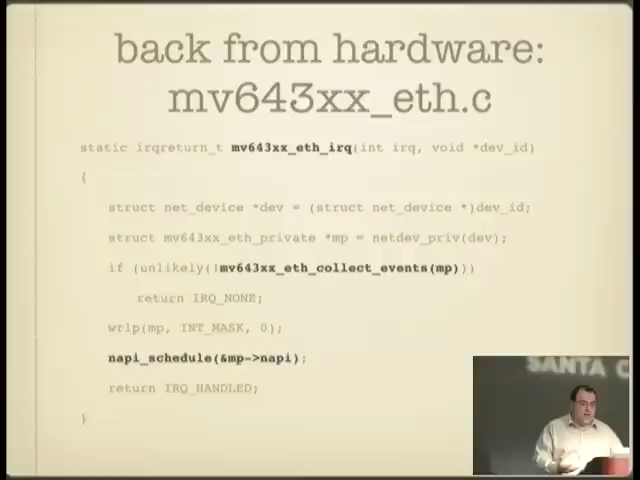 back from hardware:
mv643xx_eth.c
static irqreturn_t mv643xx_eth_irq(int irq, void *dev_id)
{
struct net_device *dev = (struct net_device *)dev_id;
struct mv643xx_eth_private *mp = netdev_priv(dev);
if (unlikely(!mv643xx_eth_collect_events(mp)))
return IRQ_NONE;
wrlp(mp, INT_MASK, 0);
napi_schedule(&mp->napi);
return IRQ_HANDLED;
}
SANTA C